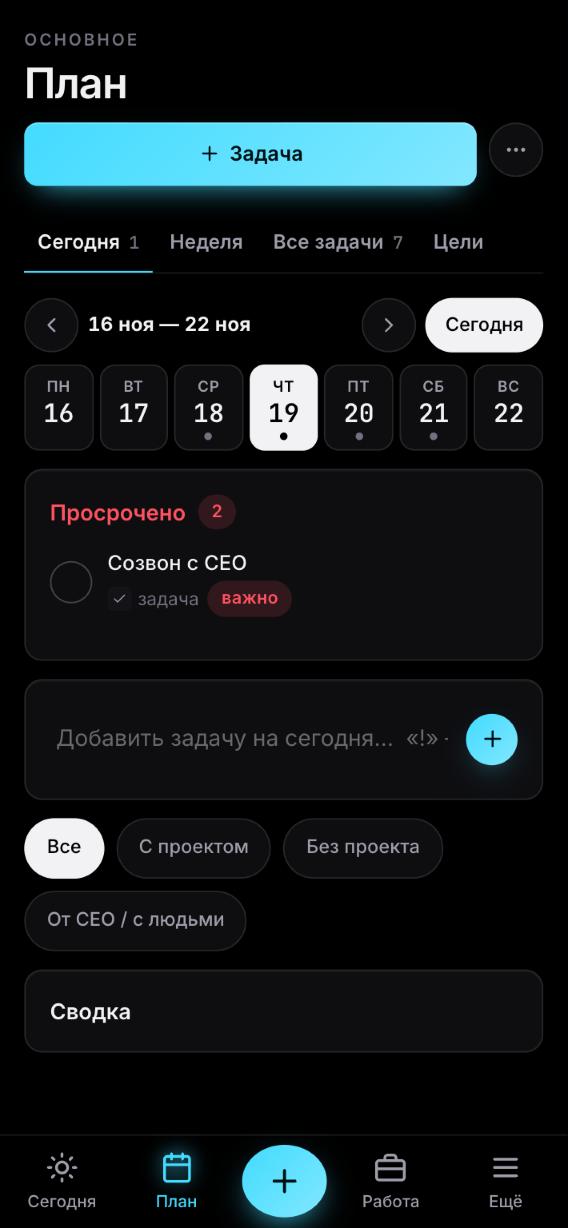 ОСНОВНОЕ
План
+ Задача
Сегодня 1 Неделя Все задачи 7 Цели
16 ноя — 22 ноя Сегодня
ПН ВТ СР ЧТ ПТ СБ ВС
16 17 18 19 20 21 22
Просрочено 2
Созвон с CEO
задача важно
Добавить задачу на сегодня... «!» ·
Все С проектом Без проекта
От CEO / с людьми
Сводка
Сегодня План Работа Ещё